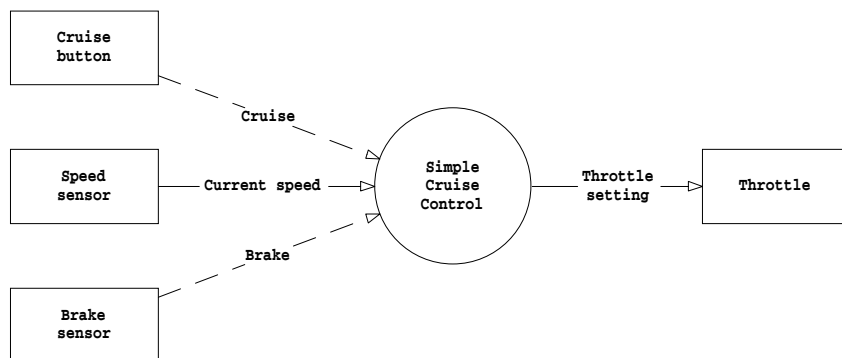 Cruise
button
Cruise
Speed
sensor
Current speed
Simple
Cruise
Control
Throttle
setting
Throttle
Brake
Brake
sensor